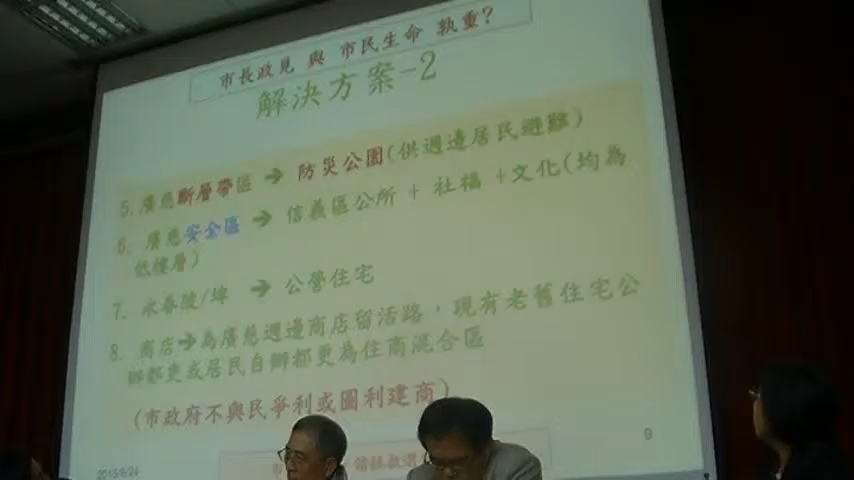 市長政見 與 市民生命 孰重?
解決方案-2
5. 廣慈斷層帶區 ➔ 防災公園(供週邊居民避難)
6. 廣慈安全區 ➔ 信義區公所 + 社福 +文化(均為
低樓層)
7. 永春陂/埤 ➔ 公營住宅
8. 商店➔為廣慈週邊商店留活路，現有老舊住宅公
辦都更或居民自辦都更為住商混合區
(市政府不與民爭利或圖利建商)
9
2015/8/24